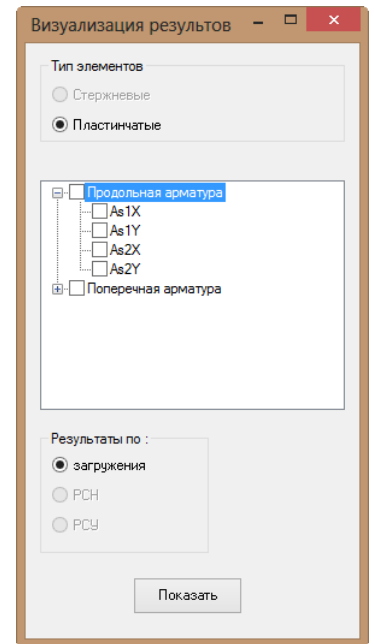 Визуализация результов
Тип элементов
Стержневые
Пластинчатые
Продольная арматура
As1X
As1Y
As2X
As2Y
Поперечная арматура
Результаты по :
загружения
РСН
РСУ
Показать